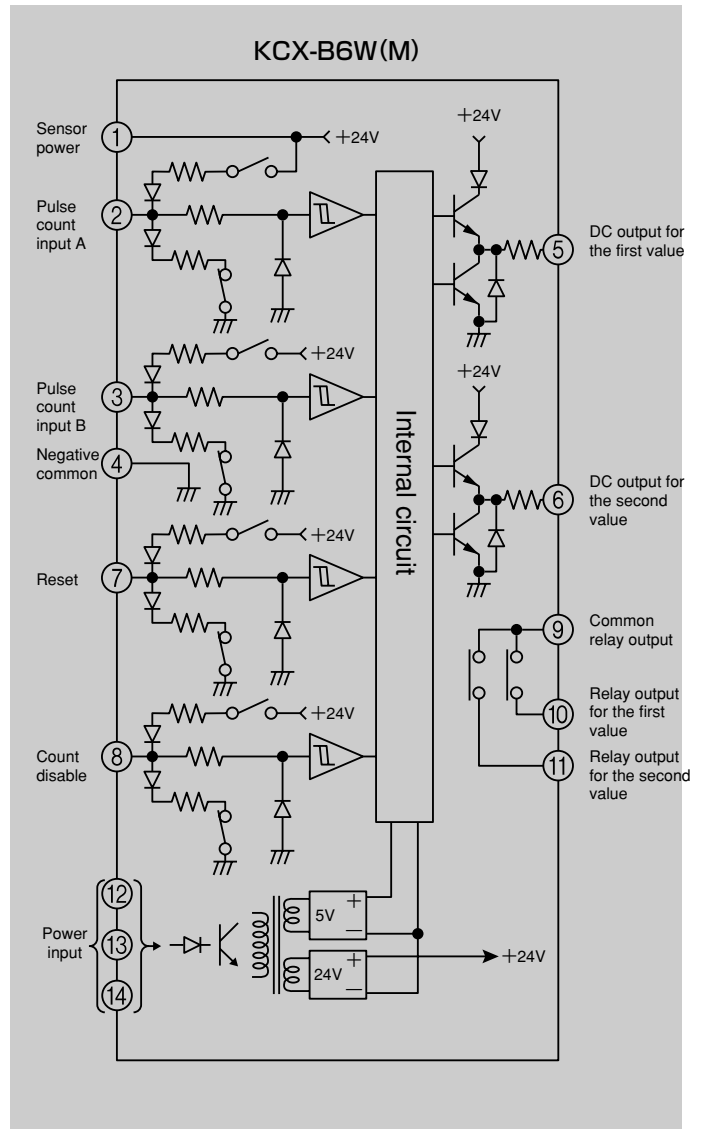 KCX-B6W(M)
Sensor
power
1
+24V
+24V
Pulse
count
input A
2
5
DC output for
the first value
+24V
+24V
Pulse
count
input B
3
Negative
common
4
Internal circuit
6
DC output for
the second
value
+24V
Reset
7
9
Common
relay output
10
Relay output
for the first
value
+24V
Count
disable
8
11
Relay output
for the second
value
12
Power
input
13
14
5V
+
−
24V
+
−
+24V